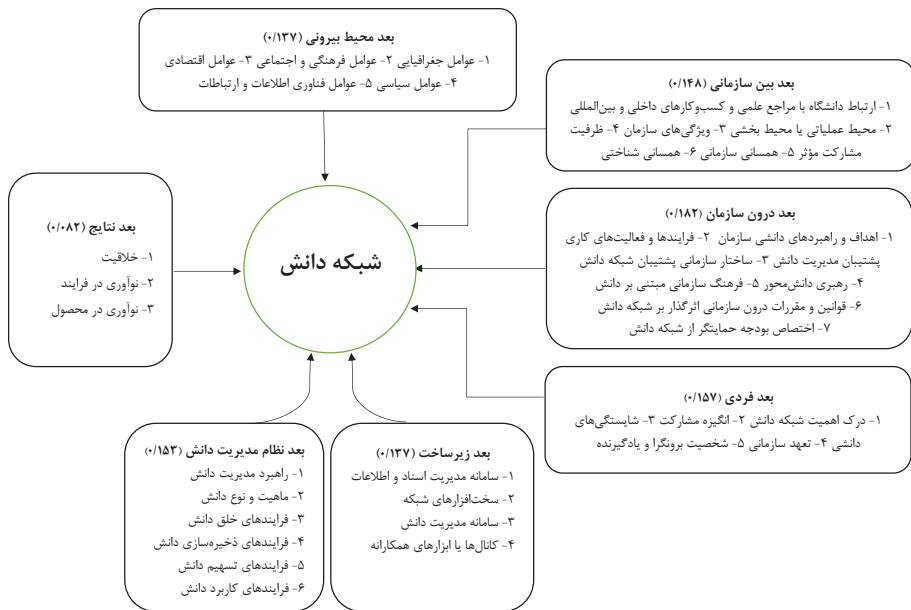 بعد محیط بیرونی (۰/۱۳۷)
۱- عوامل جغرافیایی ۲- عوامل فرهنگی و اجتماعی ۳- عوامل اقتصادی
۴- عوامل سیاسی ۵- عوامل فناوری اطلاعات و ارتباطات
بعد بین سازمانی (۰/۱۴۸)
۱- ارتباط دانشگاه با مراجع علمی و کسب‌وکارهای داخلی و بین‌المللی
۲- محیط عملیاتی یا محیط بخشی ۳- ویژگی‌های سازمان ۴- ظرفیت
مشارکت مؤثر ۵- همسانی سازمانی ۶- همسانی شناختی
بعد درون سازمان (۰/۱۸۲)
۱- اهداف و راهبردهای دانشی سازمان ۲- فرایندها و فعالیت‌های کاری
پشتیبان مدیریت دانش ۳- ساختار سازمانی پشتیبان شبکه دانش
۴- رهبری دانش‌محور ۵- فرهنگ سازمانی مبتنی بر دانش
۶- قوانین و مقررات درون سازمانی اثرگذار بر شبکه دانش
۷- اختصاص بودجه حمایتگر از شبکه دانش
بعد فردی (۰/۱۵۷)
۱- درک اهمیت شبکه دانش ۲- انگیزه مشارکت ۳- شایستگی‌های
دانشی ۴- تعهد سازمانی ۵- شخصیت برونگرا و یادگیرنده
شبکه دانش
بعد نتایج (۰/۰۸۲)
۱- خلاقیت
۲- نوآوری در فرایند
۳- نوآوری در محصول
بعد زیرساخت (۰/۱۳۷)
۱- سامانه مدیریت اسناد و اطلاعات
۲- سخت‌افزارهای شبکه
۳- سامانه مدیریت دانش
۴- کانال‌ها یا ابزارهای همکارانه
بعد نظام مدیریت دانش (۰/۱۵۳)
۱- راهبرد مدیریت دانش
۲- ماهیت و نوع دانش
۳- فرایندهای خلق دانش
۴- فرایندهای ذخیره‌سازی دانش
۵- فرایندهای تسهیم دانش
۶- فرایندهای کاربرد دانش